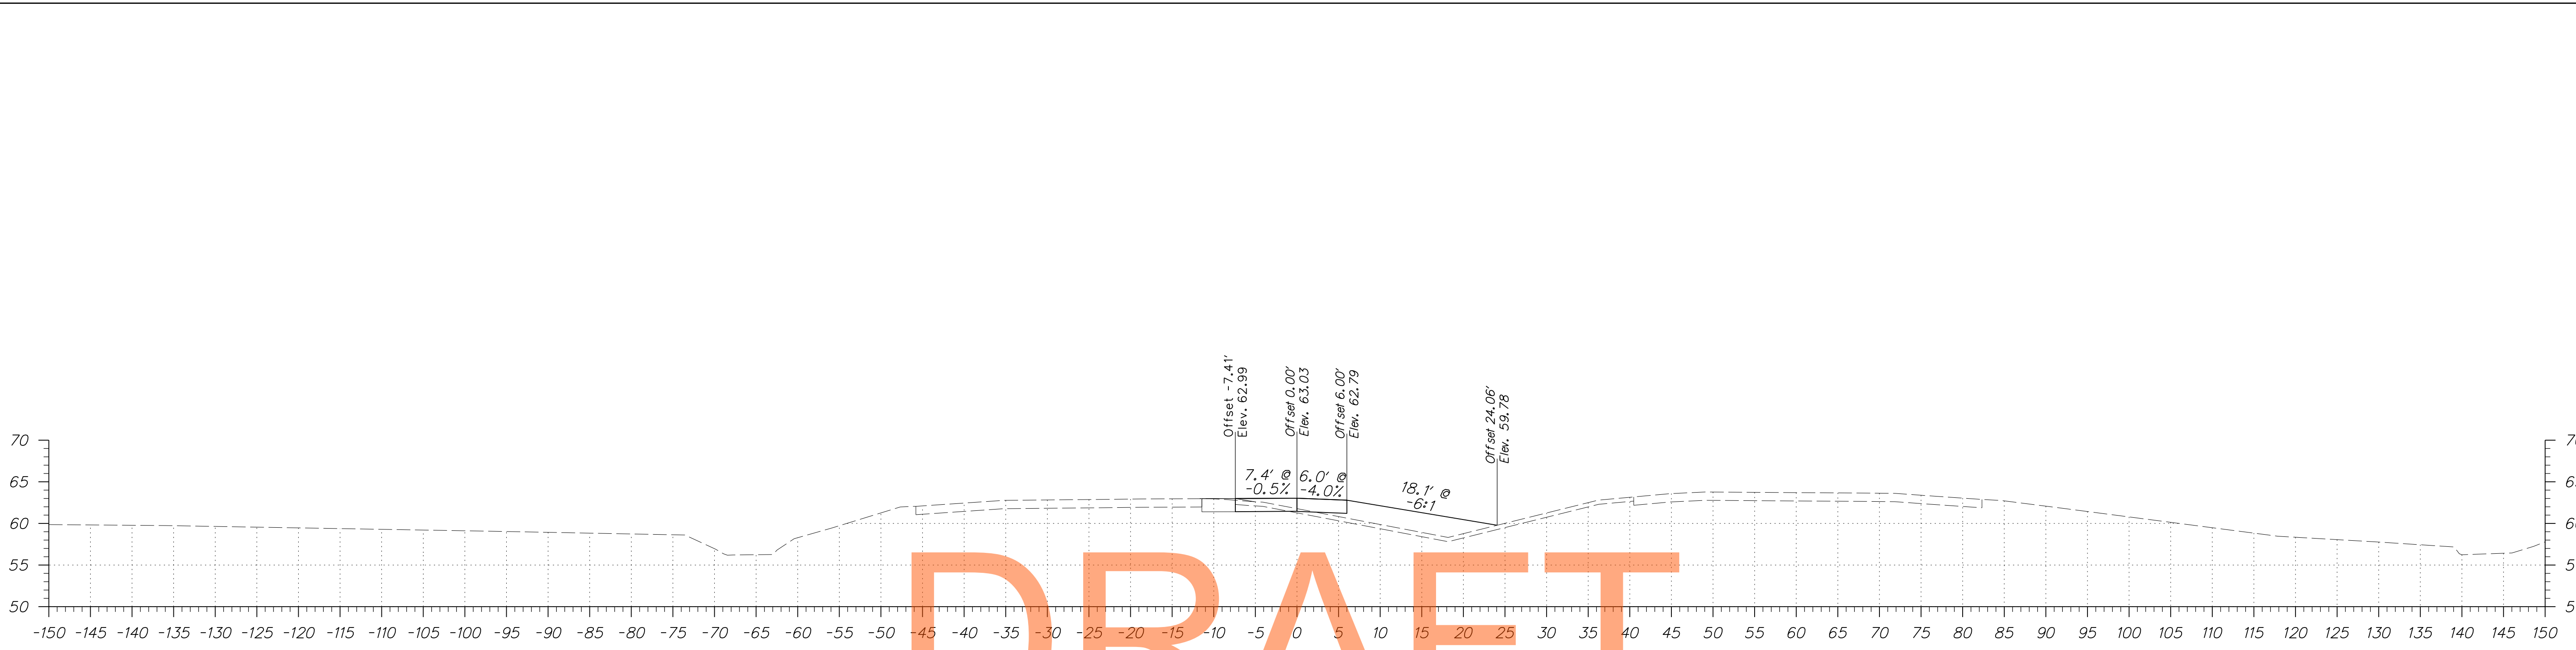 Offset -7.41'
Elev. 62.99
Offset 0.00'
Elev. 63.03
Offset 6.00'
Elev. 62.79
Offset 24.06'
Elev. 59.78
70
65
60
55
50
7.4' @
-0.5%
6.0' @
-4.0%
18.1' @
-6:1
DRAFT
-150 -145 -140 -135 -130 -125 -120 -115 -110 -105 -100 -95 -90 -85 -80 -75 -70 -65 -60 -55 -50 -45 -40 -35 -30 -25 -20 -15 -10 -5 0 5 10 15 20 25 30 35 40 45 50 55 60 65 70 75 80 85 90 95 100 105 110 115 120 125 130 135 140 145 150